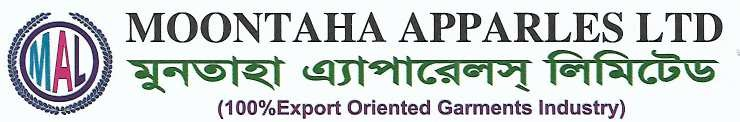 MAL
MOONTAHA APPARLES LTD
মুনতাহা এ্যাপারেলস্ লিমিটেড
(100%Export Oriented Garments Industry)